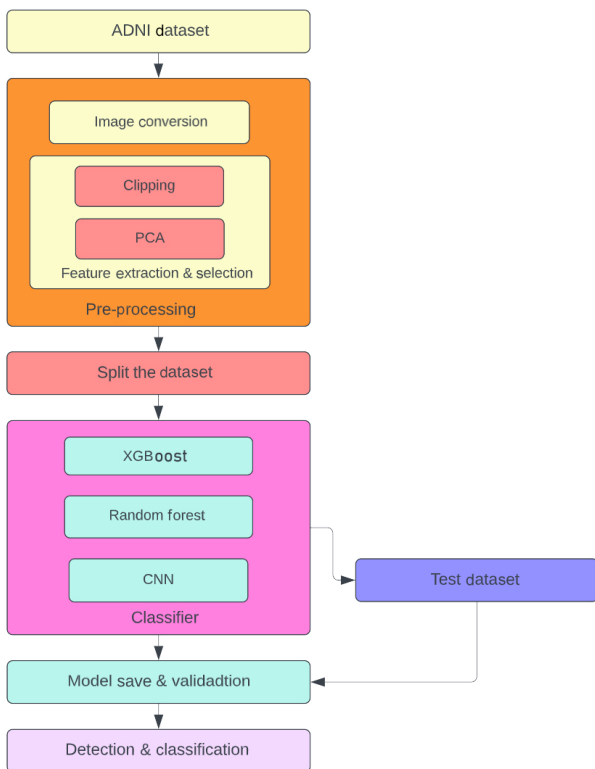 ADNI dataset
Image conversion
Clipping
PCA
Feature extraction & selection
Pre-processing
Split the dataset
XGBoost
Random forest
CNN
Classifier
Test dataset
Model save & validadtion
Detection & classification